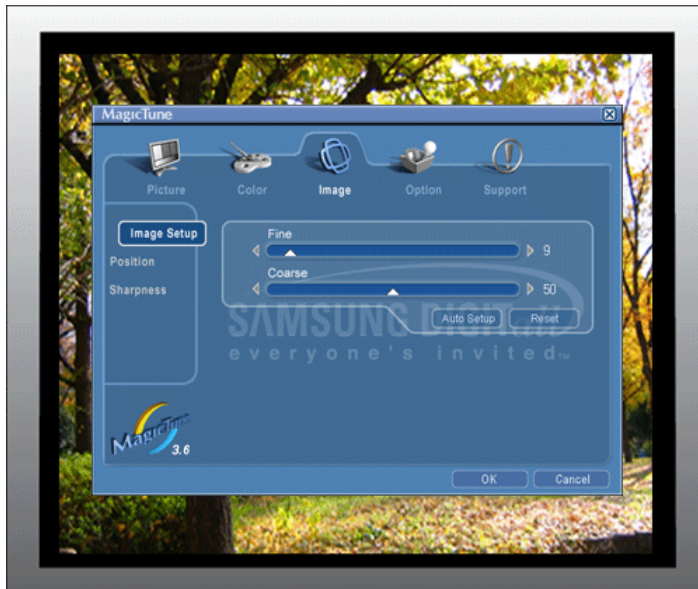 MagicTune
Picture
Color
Image
Option
Support
Image Setup
Position
Sharpness
Fine
9
Coarse
50
Auto Setup
Reset
SAMSUNG DIGITall
everyone's invited™
MagicTune
3.6
OK
Cancel